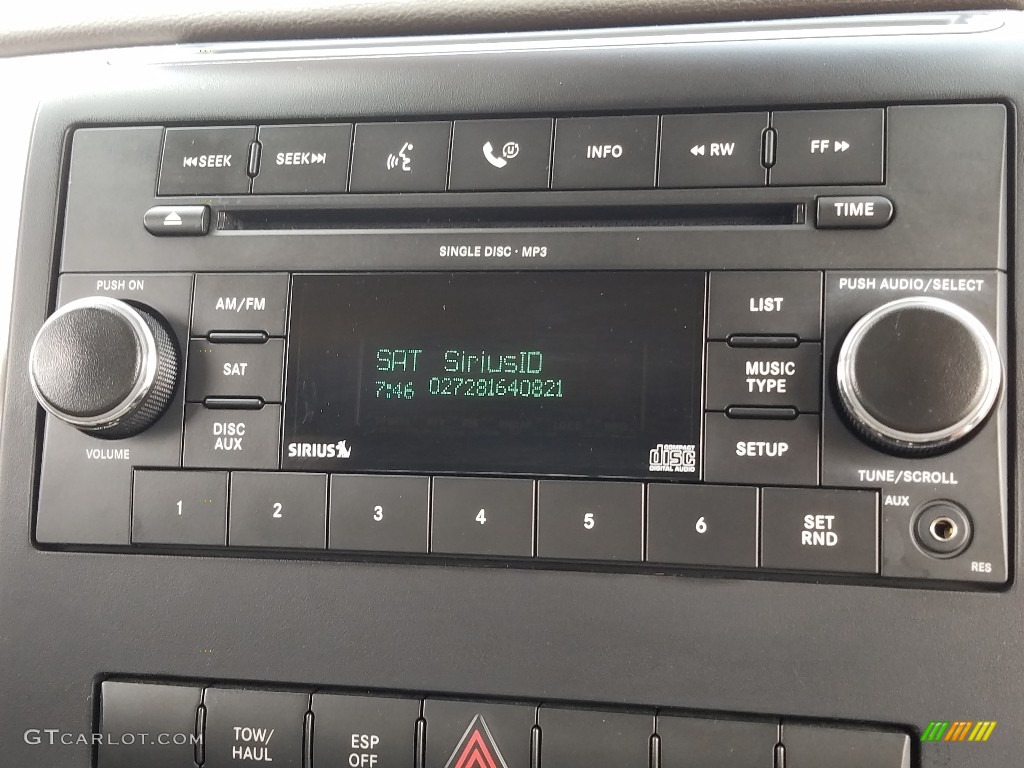 SEEK SEEK INFO RW FF
TIME
SINGLE DISC · MP3
PUSH ON
PUSH AUDIO/SELECT
AM/FM
LIST
SAT
SAT SiriusID
7:46 027281640821
MUSIC
TYPE
DISC
AUX
SIRIUS
COMPACT
disc
DIGITAL AUDIO
SETUP
VOLUME
TUNE/SCROLL
1 2 3 4 5 6
SET
RND
AUX
RES
TOW/
HAUL
ESP
OFF
GTCARLOT.COM